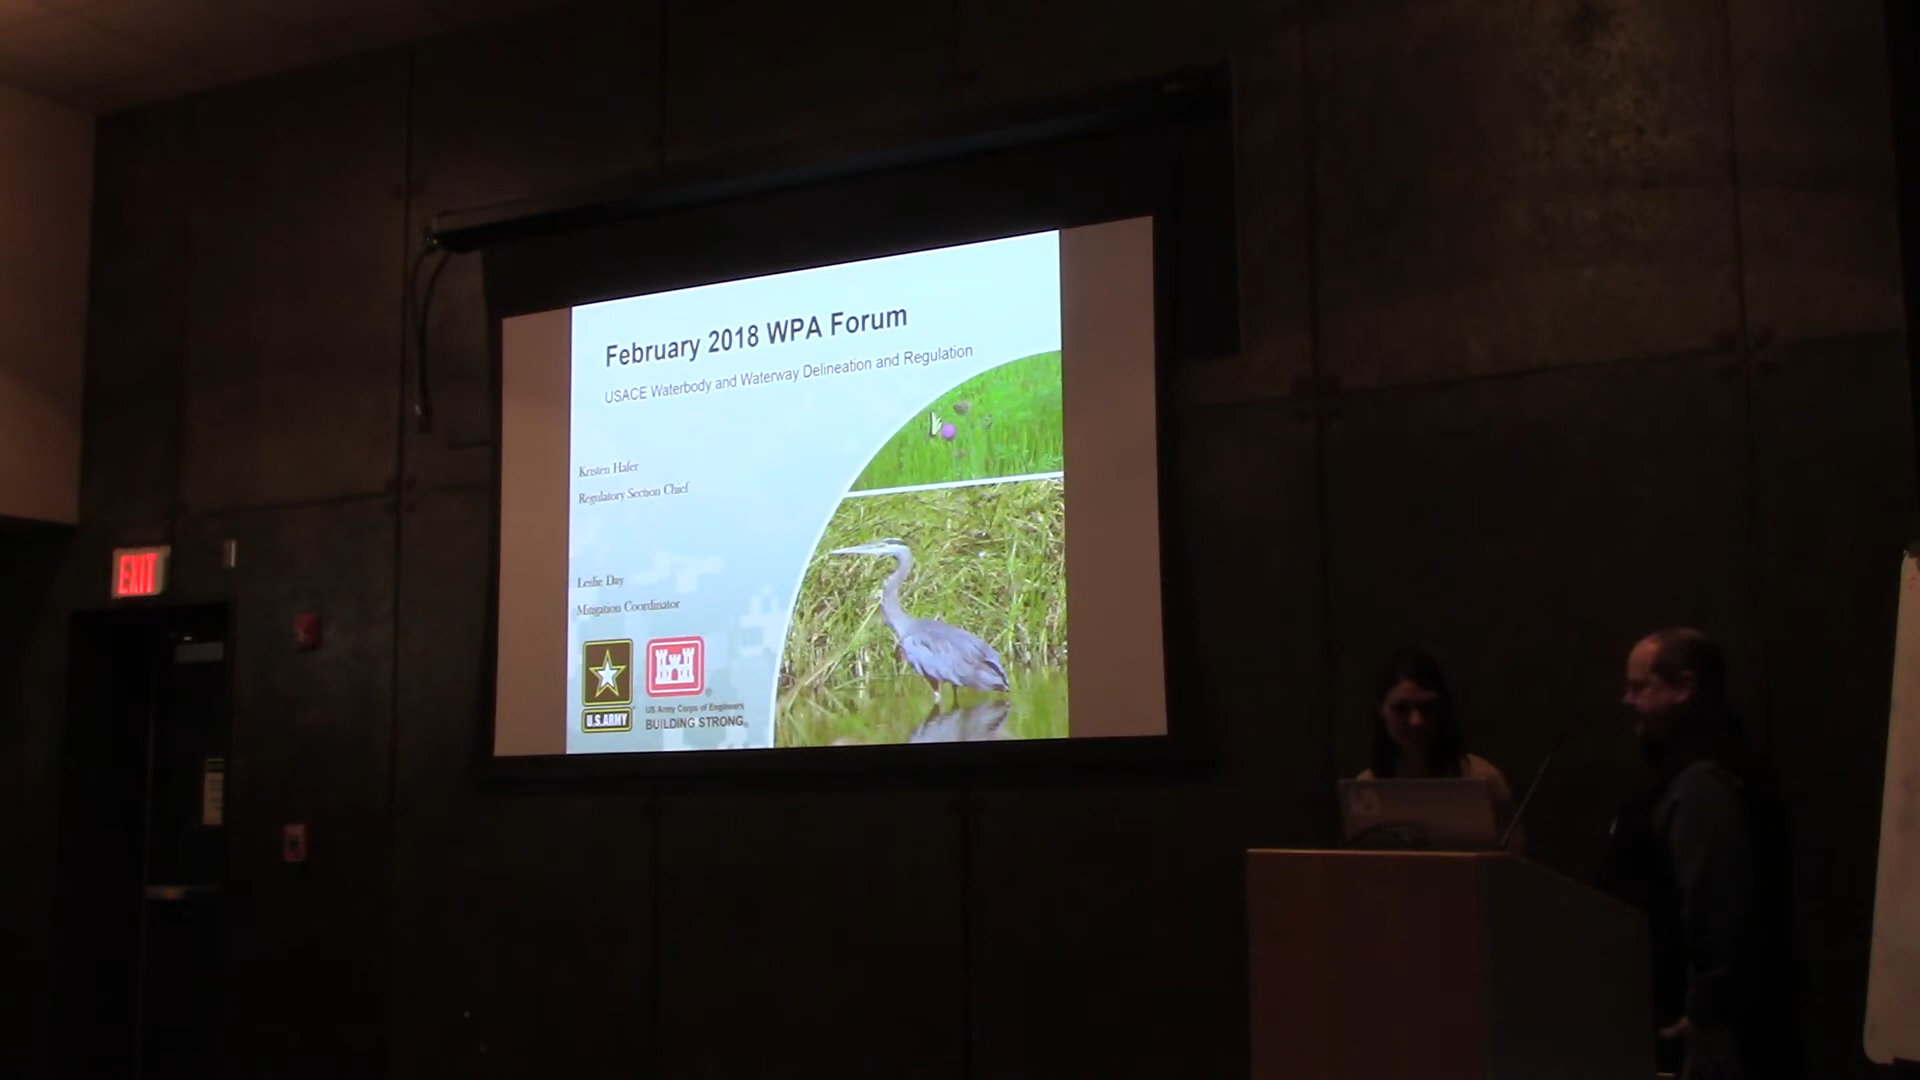 February 2018 WPA Forum
USACE Waterbody and Waterway Delineation and Regulation
Kristen Hafer
Regulatory Section Chief
Leslie Day
Mitigation Coordinator
U.S.ARMY
US Army Corps of Engineers
BUILDING STRONG®
EXIT